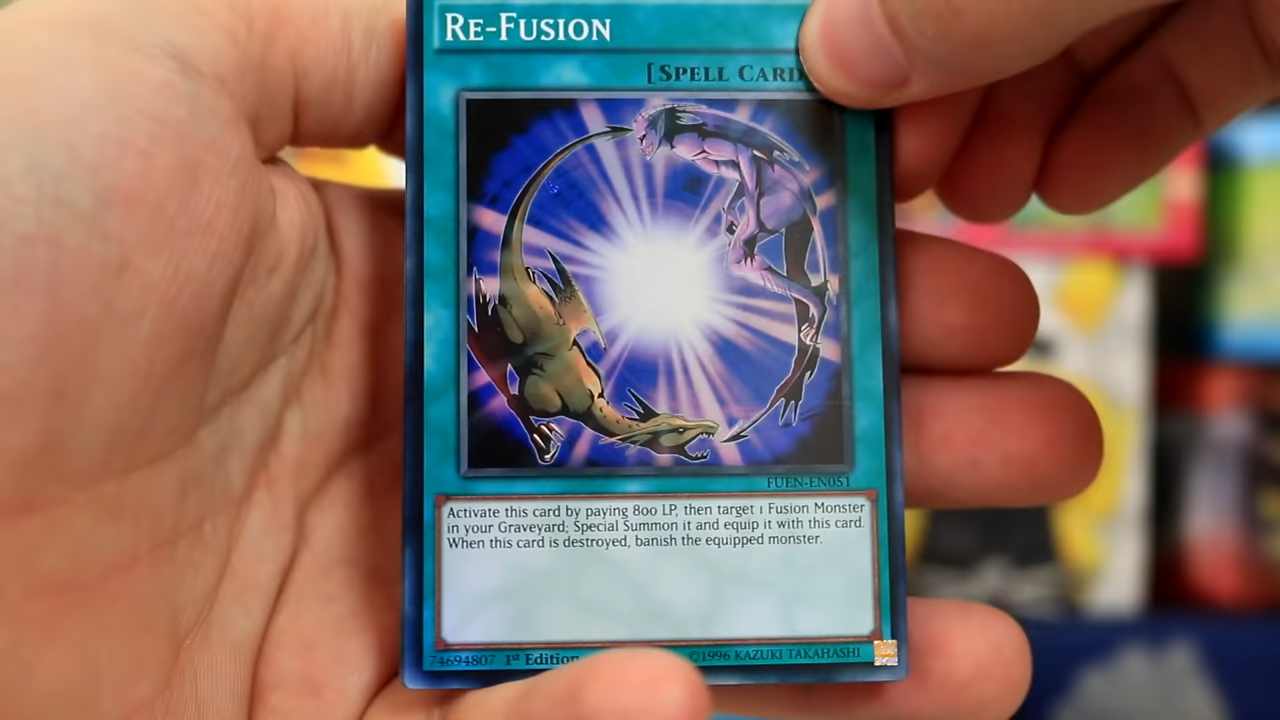 RE-FUSION
[SPELL CARD
FUEN-EN051
Activate this card by paying 800 LP, then target 1 Fusion Monster
in your Graveyard; Special Summon it and equip it with this card.
When this card is destroyed, banish the equipped monster.
74694807 1st Edition ©1996 KAZUKI TAKAHASHI